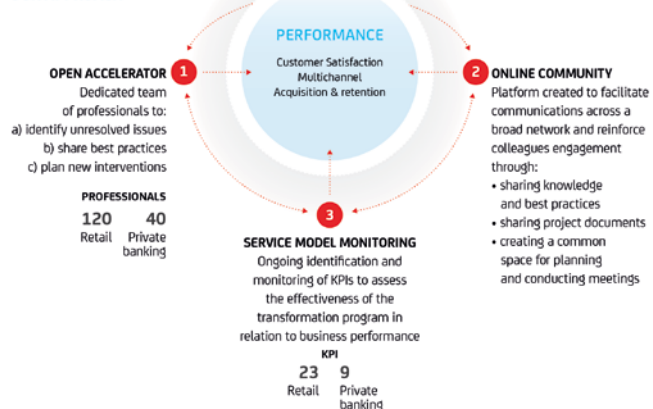 PERFORMANCE
Customer Satisfaction
Multichannel
Acquisition & retention
1
OPEN ACCELERATOR
Dedicated team
of professionals to:
a) identify unresolved issues
b) share best practices
c) plan new interventions
PROFESSIONALS
120 40
Retail Private
banking
2
ONLINE COMMUNITY
Platform created to facilitate
communications across a
broad network and reinforce
colleagues engagement
through:
• sharing knowledge
and best practices
• sharing project documents
• creating a common
space for planning
and conducting meetings
3
SERVICE MODEL MONITORING
Ongoing identification and
monitoring of KPIs to assess
the effectiveness of the
transformation program in
relation to business performance
KPI
23 9
Retail Private
banking